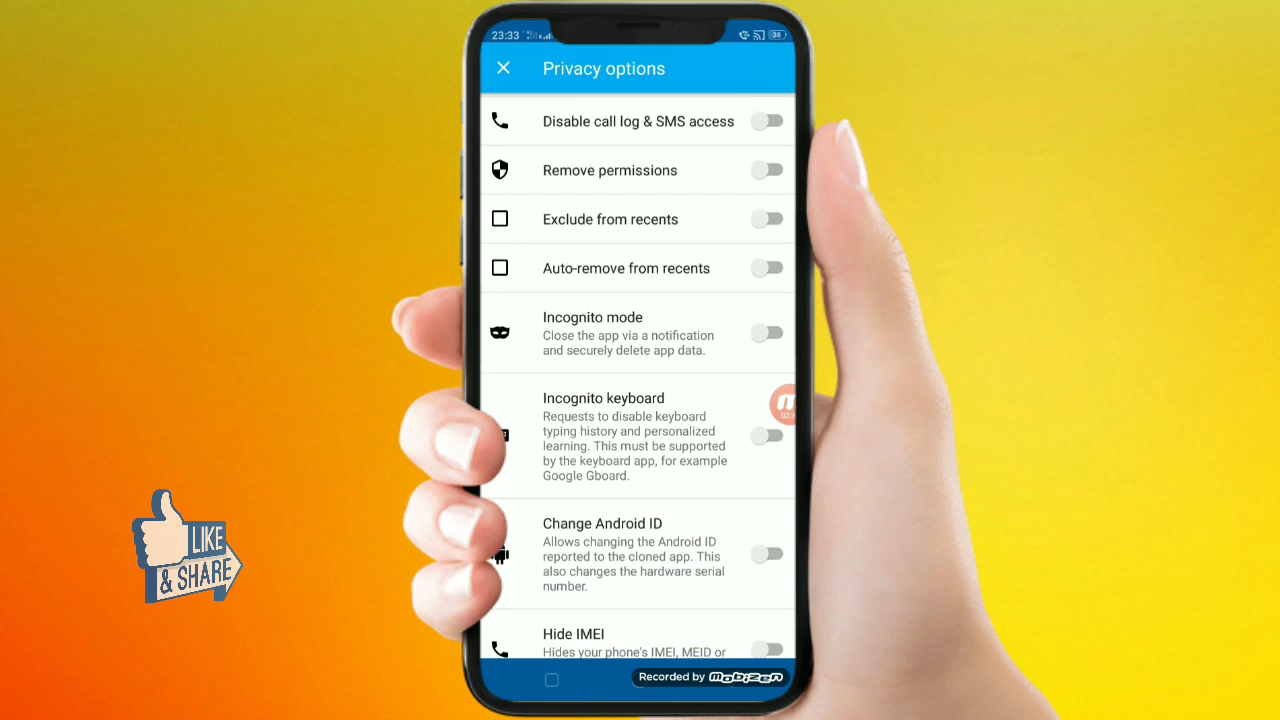 23:33
38
Privacy options
Disable call log & SMS access
Remove permissions
Exclude from recents
Auto-remove from recents
Incognito mode
Close the app via a notification
and securely delete app data.
Incognito keyboard
Requests to disable keyboard
typing history and personalized
learning. This must be supported
by the keyboard app, for example
Google Gboard.
Change Android ID
Allows changing the Android ID
reported to the cloned app. This
also changes the hardware serial
number.
Hide IMEI
Hides your phone's IMEI, MEID or
Recorded by mobizen
LIKE
& SHARE